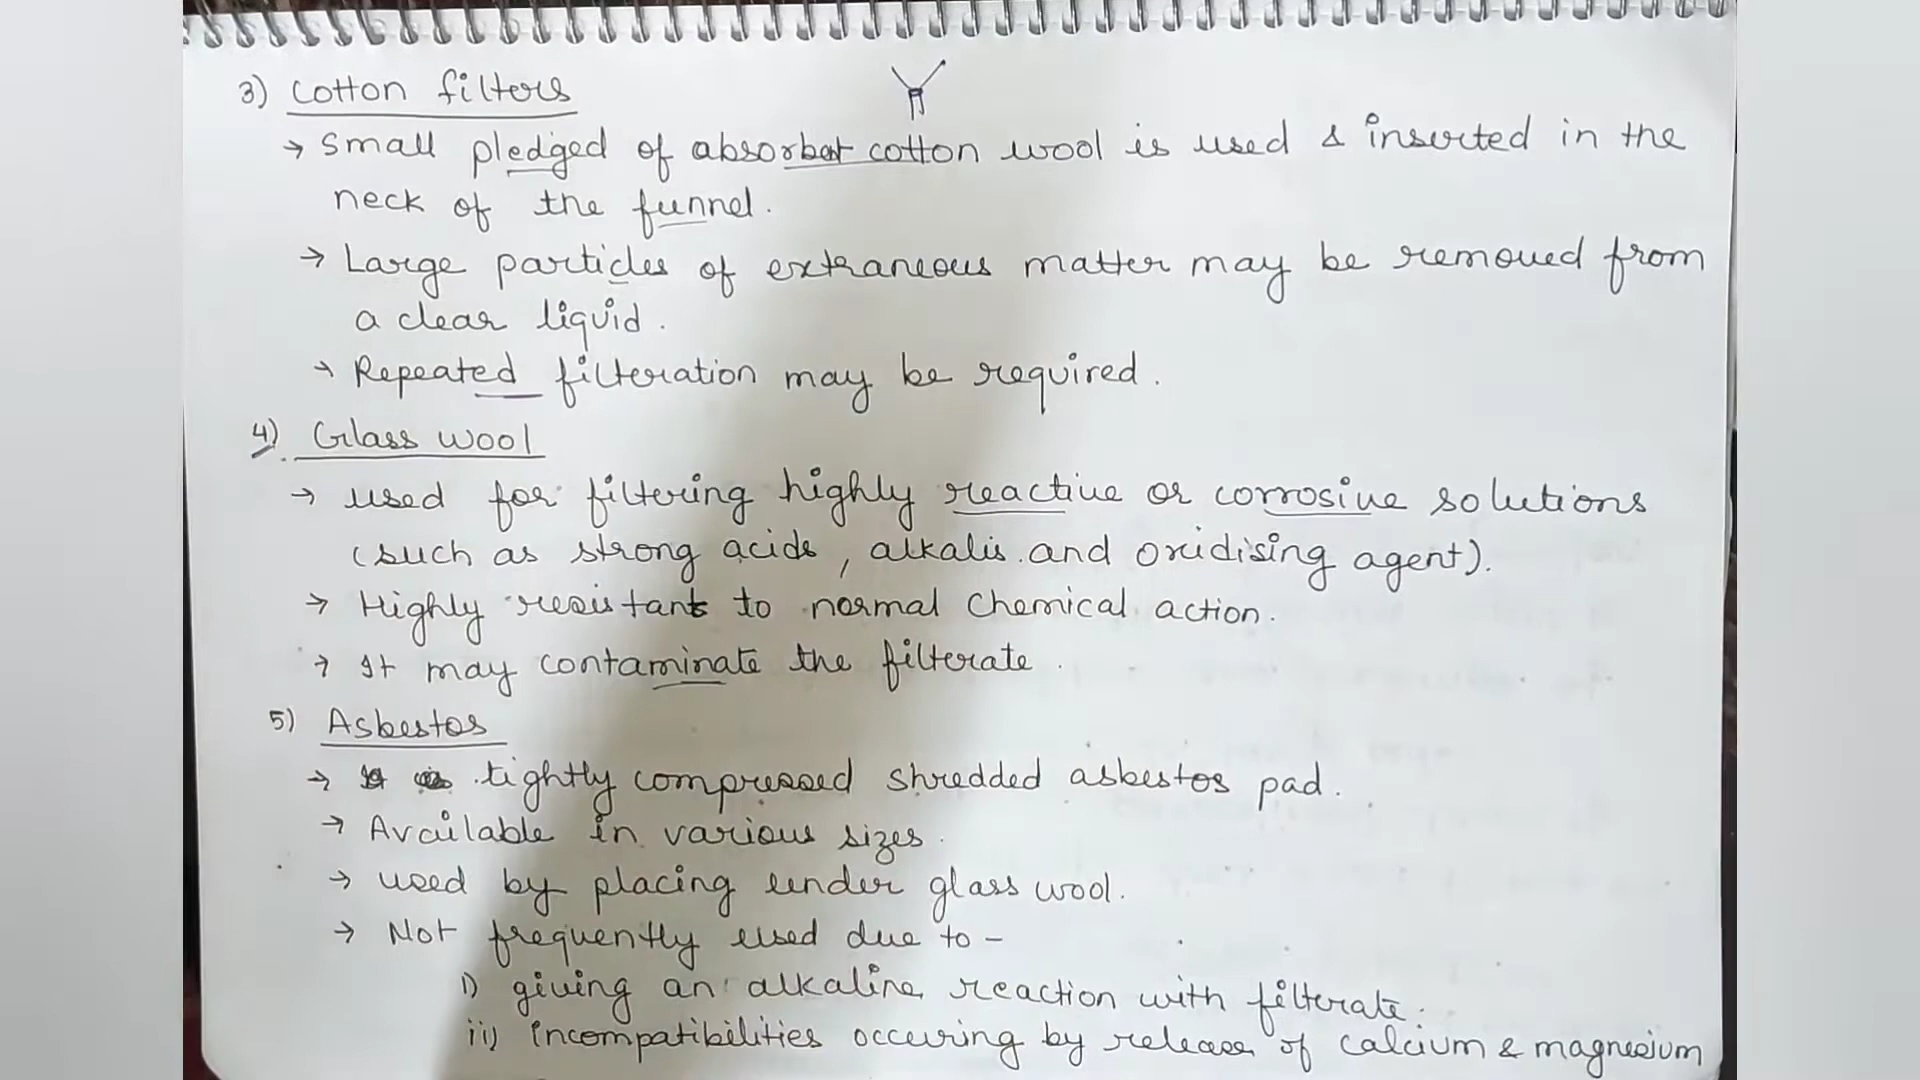 3) Cotton filters
→ Small pledged of absorbat cotton wool is used & inserted in the
neck of the funnel.
→ Large particles of extraneous matter may be removed from
a clear liquid.
→ Repeated filteration may be required.
4) Glass wool
→ used for filtering highly reactive or corrosive solutions
(such as strong acids, alkalis and oxidising agent).
→ Highly resistant to normal chemical action.
→ It may contaminate the filterate.
5) Asbestos
→ tightly compressed shredded asbestos pad.
→ Available in various sizes.
→ used by placing under glass wool.
→ Not frequently used due to -
i) giving an alkaline reaction with filterate.
ii) incompatibilities occuring by release of calcium & magnesium